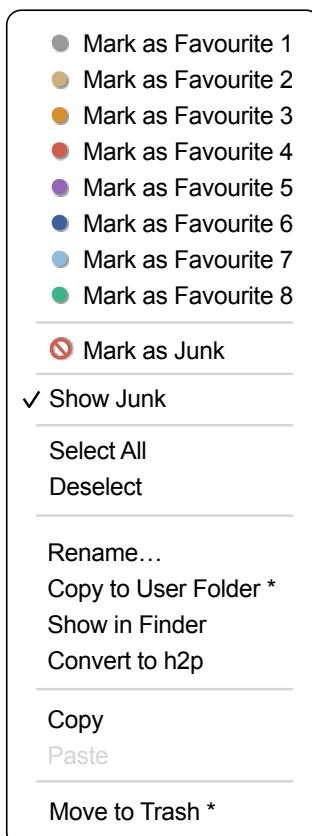 Mark as Favourite 1
Mark as Favourite 2
Mark as Favourite 3
Mark as Favourite 4
Mark as Favourite 5
Mark as Favourite 6
Mark as Favourite 7
Mark as Favourite 8
Mark as Junk
✓ Show Junk
Select All
Deselect
Rename…
Copy to User Folder *
Show in Finder
Convert to h2p
Copy
Paste
Move to Trash *